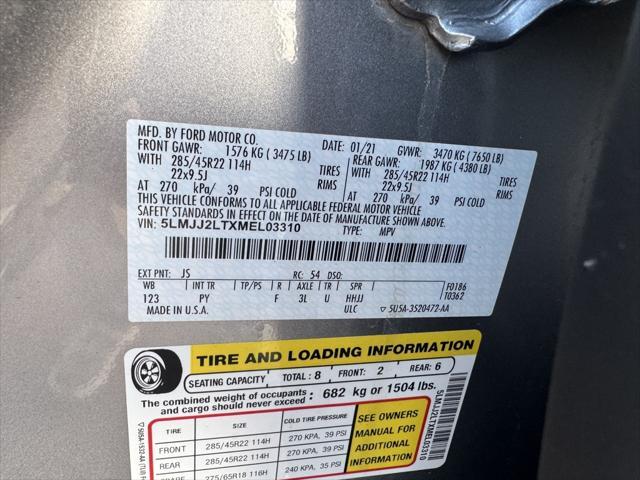 MFD. BY FORD MOTOR CO.
DATE: 01/21 GVWR: 3470 KG ( 7650 LB)
FRONT GAWR: 1576 KG ( 3475 LB) REAR GAWR: 1987 KG ( 4380 LB)
WITH 285/45R22 114H TIRES WITH 285/45R22 114H TIRES
22x9.5J RIMS 22x9.5J RIMS
AT 270 kPa/ 39 PSI COLD AT 270 kPa/ 39 PSI COLD
THIS VEHICLE CONFORMS TO ALL APPLICABLE FEDERAL MOTOR VEHICLE
SAFETY STANDARDS IN EFFECT ON THE DATE OF MANUFACTURE SHOWN ABOVE.
VIN: 5LMJJ2LTXMEL03310 TYPE: MPV
EXT PNT: JS RC: 54 DSO:
WB INT TR TP/PS R AXLE TR SPR F0186
123 PY F 3L U HHJJ T0362
MADE IN U.S.A. ULC ▽ 5U5A-3520472-AA
TIRE AND LOADING INFORMATION
SEATING CAPACITY TOTAL: 8 FRONT: 2 REAR: 6
The combined weight of occupants and cargo should never exceed: 682 kg or 1504 lbs.
TIRE SIZE COLD TIRE PRESSURE
FRONT 285/45R22 114H 270 KPA, 39 PSI
REAR 285/45R22 114H 270 KPA, 39 PSI
275/65R18 116H 240 KPA, 35 PSI
SEE OWNERS
MANUAL FOR
ADDITIONAL
INFORMATION
5LMJJ2LTXMEL03310